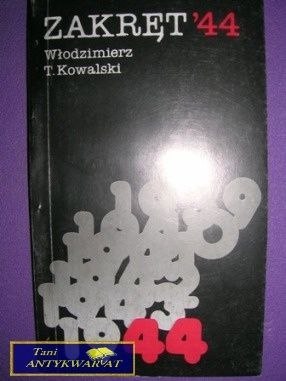 ZAKRĘT '44
Włodzimierz
T. Kowalski
1939
1944
Tani
ANTYKWARIAT